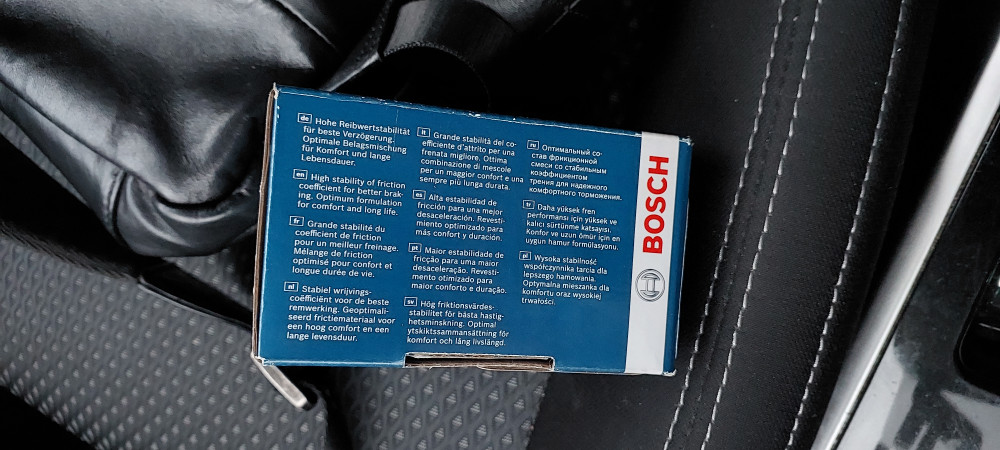 de Hohe Reibwertstabilität
für beste Verzögerung.
Optimale Belagsmischung
für Komfort und lange
Lebensdauer.
en High stability of friction
coefficient for better brak-
ing. Optimum formulation
for comfort and long life.
fr Grande stabilité du
coefficient de friction
pour un meilleur freinage.
Mélange de friction
optimisé pour confort et
longue durée de vie.
nl Stabiel wrijvings-
coëfficiënt voor de beste
remwerking. Geoptimali-
seerd frictiemateriaal voor
een hoog comfort en een
lange levensduur.
it Grande stabilità del co-
efficiente d'attrito per una
frenata migliore. Ottima
combinazione di mescole
per un maggior confort e una
sempre più lunga durata.
es Alta estabilidad de
fricción para una mejor
desaceleración. Revesti-
miento optimizado para
más confort y duración.
pt Maior estabilidade de
fricção para uma maior
desaceleração. Revesti-
mento otimizado para
maior conforto e duração.
sv Hög friktionsvärdes-
stabilitet för bästa hastig-
hetsminskning. Optimal
ytskiktssammansättning för
komfort och lång livslängd.
ru Оптимальный со-
став фрикционной
смеси со стабильным
коэффициентом
трения для надежного
комфортного торможения.
tr Daha yüksek fren
performansı için yüksek ve
kalıcı sürtünme katsayısı.
Konfor ve uzun ömür için en
uygun hamur formülasyonu.
pl Wysoka stabilność
współczynnika tarcia dla
lepszego hamowania.
Optymalna mieszanka dla
komfortu oraz wysokiej
trwałości.
BOSCH